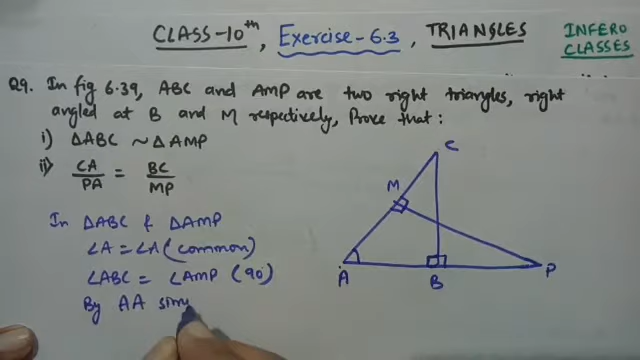 CLASS-10th, Exercise-6.3, TRIANGLES
INFERO CLASSES
Q9. In fig 6.39, ABC and AMP are two right triangles, right
angled at B and M respectively, Prove that:
i) ΔABC ~ ΔAMP
ii) CA/PA = BC/MP
In ΔABC & ΔAMP
∠A = ∠A (common)
∠ABC = ∠AMP (90)
By AA sim
C
M
A
B
P